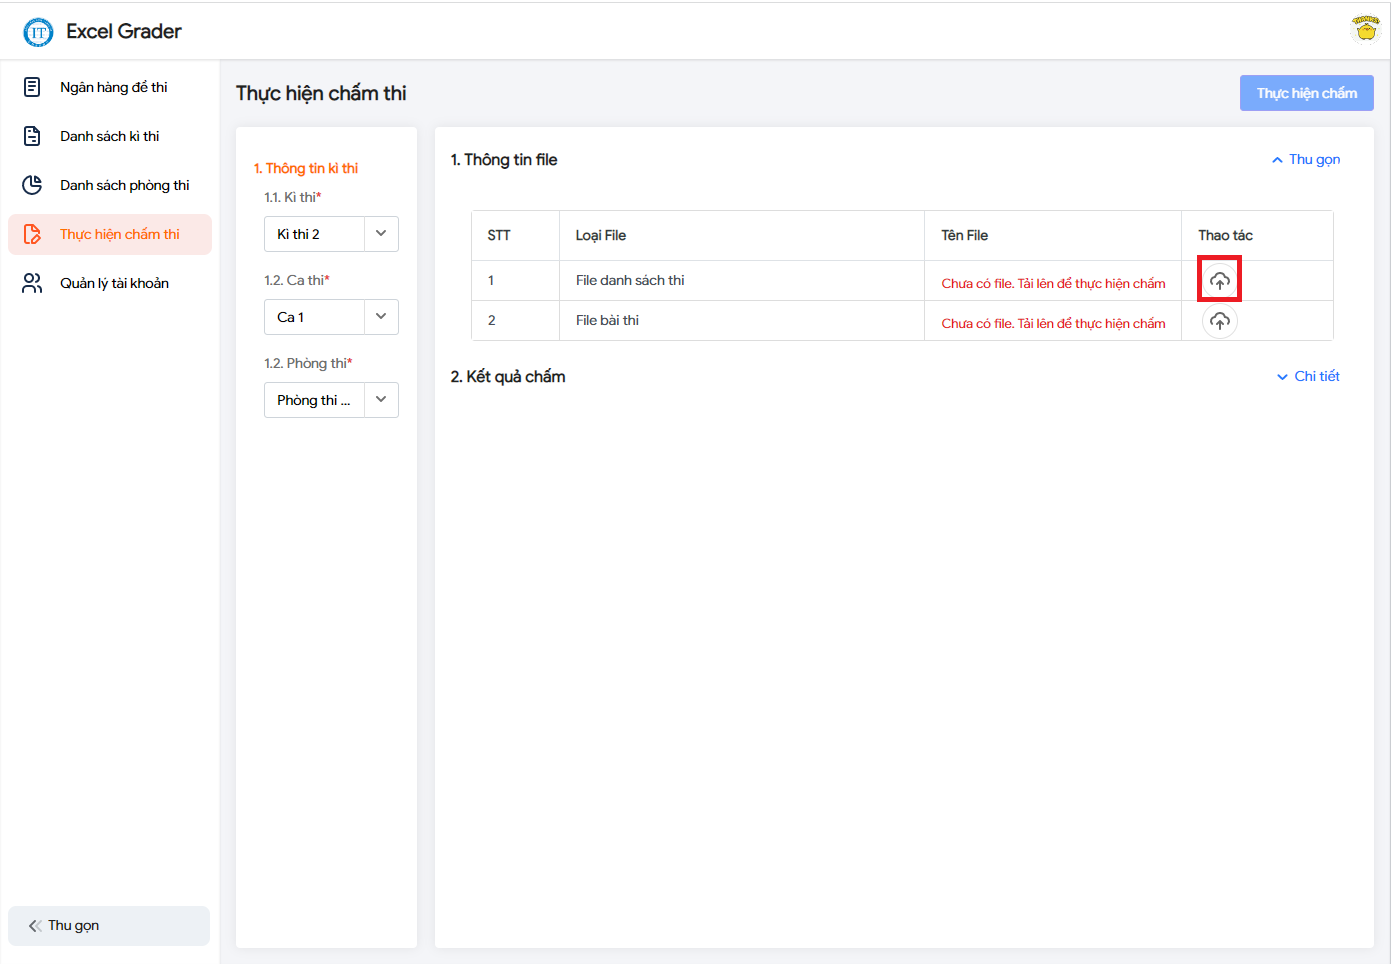 IT
Excel Grader
THANKS!
Ngân hàng đề thi
Danh sách kì thi
Danh sách phòng thi
Thực hiện chấm thi
Quản lý tài khoản
Thu gọn
Thực hiện chấm thi
Thực hiện chấm
1. Thông tin kì thi
1.1. Kì thi*
Kì thi 2
1.2. Ca thi*
Ca 1
1.2. Phòng thi*
Phòng thi ...
1. Thông tin file
Thu gọn
STT Loại File Tên File Thao tác
1 File danh sách thi Chưa có file. Tải lên để thực hiện chấm
2 File bài thi Chưa có file. Tải lên để thực hiện chấm
2. Kết quả chấm
Chi tiết